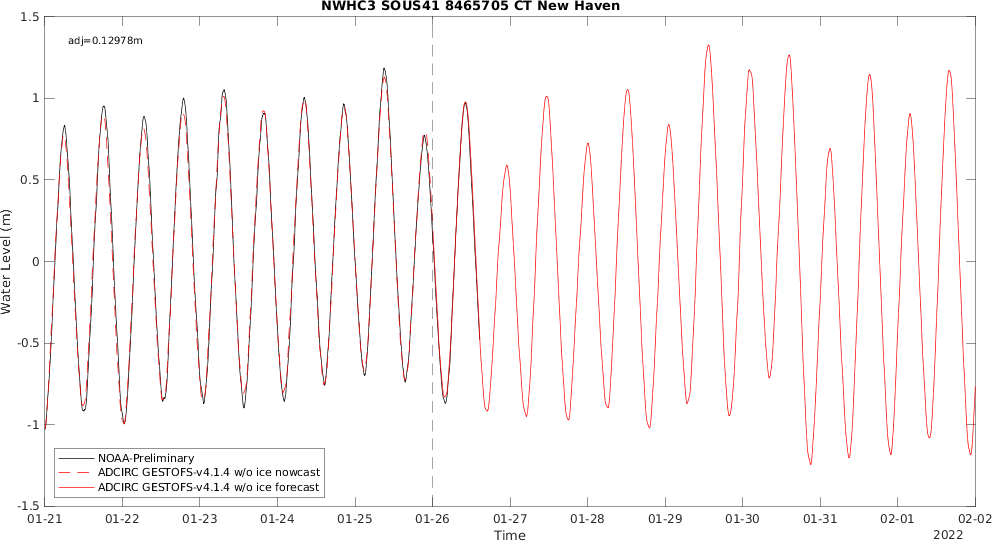 NWHC3 SOUS41 8465705 CT New Haven
adj=0.12978m
1.5
1
0.5
0
-0.5
-1
-1.5
Water Level (m)
NOAA-Preliminary
ADCIRC GESTOFS-v4.1.4 w/o ice nowcast
ADCIRC GESTOFS-v4.1.4 w/o ice forecast
01-21 01-22 01-23 01-24 01-25 01-26 01-27 01-28 01-29 01-30 01-31 02-01 02-02
Time
2022